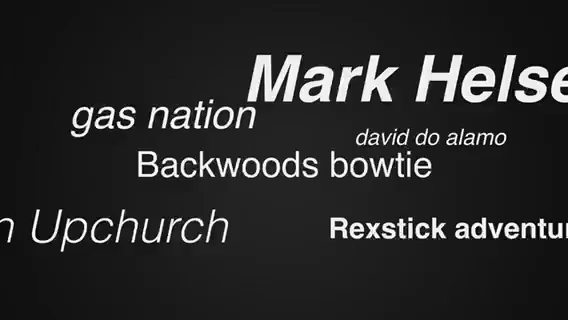 Mark Helse
gas nation
david do alamo
Backwoods bowtie
n Upchurch
Rexstick adventur